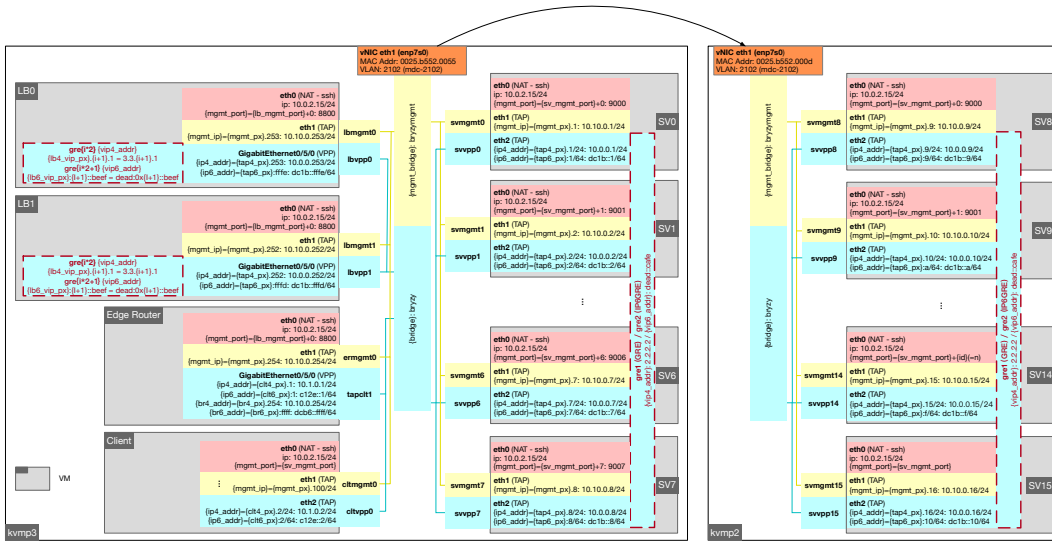 vNIC eth1 (enp7s0)
MAC Addr: 0025.b552.0055
VLAN: 2102 (mdc-2102)
LB0
eth0 (NAT - ssh)
ip: 10.0.2.15/24
{mgmt_port}={lb_mgmt_port}+0: 8800
eth1 (TAP)
{mgmt_ip}={mgmt_px}.253: 10.10.0.253/24
lbmgmt0
GigabitEthernet0/5/0 (VPP)
{ip4_addr}={tap4_px}.253: 10.0.0.253/24
{ip6_addr}={tap6_px}:fffe: dc1b::fffe/64
lbvpp0
gre{i*2} {vip4_addr}
{lb4_vip_px}.{i+1}.1 = 3.3.{i+1}.1
gre{i*2+1} {vip6_addr}
{lb6_vip_px}:{I+1}::beef = dead:0x{I+1}::beef
LB1
eth0 (NAT - ssh)
ip: 10.0.2.15/24
{mgmt_port}={lb_mgmt_port}+0: 8800
eth1 (TAP)
{mgmt_ip}={mgmt_px}.252: 10.10.0.252/24
lbmgmt1
GigabitEthernet0/5/0 (VPP)
{ip4_addr}={tap4_px}.252: 10.0.0.252/24
{ip6_addr}={tap6_px}:fffd: dc1b::fffd/64
lbvpp1
gre{i*2} {vip4_addr}
{lb4_vip_px}.{i+1}.1 = 3.3.{i+1}.1
gre{i*2+1} {vip6_addr}
{lb6_vip_px}:{I+1}::beef = dead:0x{I+1}::beef
Edge Router
eth0 (NAT - ssh)
ip: 10.0.2.15/24
{mgmt_port}={lb_mgmt_port}+0: 8800
eth1 (TAP)
{mgmt_ip}={mgmt_px}.254: 10.10.0.254/24
ermgmt0
GigabitEthernet0/5/0 (VPP)
{ip4_addr}={clt4_px}.1: 10.1.0.1/24
{ip6_addr}={clt6_px}:1: c12e::1/64
{br4_addr}={br4_px}.254: 10.0.0.254/24
{br6_addr}={br6_px}:ffff: dcb6::ffff/64
tapclt1
Client
eth0 (NAT - ssh)
ip: 10.0.2.15/24
{mgmt_port}={sv_mgmt_port}
⋮
eth1 (TAP)
{mgmt_ip}={mgmt_px}.100/24
cltmgmt0
eth2 (TAP)
{ip4_addr}={clt4_px}.2/24: 10.1.0.2/24
{ip6_addr}={clt6_px}:2/64: c12e::2/64
cltvpp0
VM
kvmp3
{mgmt_bridge}: bryzymgmt
{bridge}: bryzy
SV0
eth0 (NAT - ssh)
ip: 10.0.2.15/24
{mgmt_port}={sv_mgmt_port}+0: 9000
svmgmt0
eth1 (TAP)
{mgmt_ip}={mgmt_px}.1: 10.10.0.1/24
svvpp0
eth2 (TAP)
{ip4_addr}={tap4_px}.1/24: 10.0.0.1/24
{ip6_addr}={tap6_px}:1/64: dc1b::1/64
SV1
eth0 (NAT - ssh)
ip: 10.0.2.15/24
{mgmt_port}={sv_mgmt_port}+1: 9001
svmgmt1
eth1 (TAP)
{mgmt_ip}={mgmt_px}.2: 10.10.0.2/24
svvpp1
eth2 (TAP)
{ip4_addr}={tap4_px}.2/24: 10.0.0.2/24
{ip6_addr}={tap6_px}:2/64: dc1b::2/64
⋮
SV6
eth0 (NAT - ssh)
ip: 10.0.2.15/24
{mgmt_port}={sv_mgmt_port}+6: 9006
svmgmt6
eth1 (TAP)
{mgmt_ip}={mgmt_px}.7: 10.10.0.7/24
svvpp6
eth2 (TAP)
{ip4_addr}={tap4_px}.7/24: 10.0.0.7/24
{ip6_addr}={tap6_px}:7/64: dc1b::7/64
SV7
eth0 (NAT - ssh)
ip: 10.0.2.15/24
{mgmt_port}={sv_mgmt_port}+7: 9007
svmgmt7
eth1 (TAP)
{mgmt_ip}={mgmt_px}.8: 10.10.0.8/24
svvpp7
eth2 (TAP)
{ip4_addr}={tap4_px}.8/24: 10.0.0.8/24
{ip6_addr}={tap6_px}:8/64: dc1b::8/64
gre1 (GRE) / gre2 (IP6GRE)
{vip4_addr}: 2.2.2.2 / {vip6_addr}: dead::cafe
vNIC eth1 (enp7s0)
MAC Addr: 0025.b552.000d
VLAN: 2102 (mdc-2102)
{mgmt_bridge}: bryzymgmt
{bridge}: bryzy
SV8
eth0 (NAT - ssh)
ip: 10.0.2.15/24
{mgmt_port}={sv_mgmt_port}+0: 9000
svmgmt8
eth1 (TAP)
{mgmt_ip}={mgmt_px}.9: 10.10.0.9/24
svvpp8
eth2 (TAP)
{ip4_addr}={tap4_px}.9/24: 10.0.0.9/24
{ip6_addr}={tap6_px}:9/64: dc1b::9/64
SV9
eth0 (NAT - ssh)
ip: 10.0.2.15/24
{mgmt_port}={sv_mgmt_port}+1: 9001
svmgmt9
eth1 (TAP)
{mgmt_ip}={mgmt_px}.10: 10.10.0.10/24
svvpp9
eth2 (TAP)
{ip4_addr}={tap4_px}.10/24: 10.0.0.10/24
{ip6_addr}={tap6_px}:a/64: dc1b::a/64
⋮
SV14
eth0 (NAT - ssh)
ip: 10.0.2.15/24
{mgmt_port}={sv_mgmt_port}+{id}(=n)
svmgmt14
eth1 (TAP)
{mgmt_ip}={mgmt_px}.15: 10.10.0.15/24
svvpp14
eth2 (TAP)
{ip4_addr}={tap4_px}.15/24: 10.0.0.15/24
{ip6_addr}={tap6_px}:f/64: dc1b::f/64
SV15
eth0 (NAT - ssh)
ip: 10.0.2.15/24
{mgmt_port}={sv_mgmt_port}
svmgmt15
eth1 (TAP)
{mgmt_ip}={mgmt_px}.16: 10.10.0.16/24
svvpp15
eth2 (TAP)
{ip4_addr}={tap4_px}.16/24: 10.0.0.16/24
{ip6_addr}={tap6_px}:10/64: dc1b::10/64
gre1 (GRE) / gre2 (IP6GRE)
{vip4_addr}: 2.2.2.2 / {vip6_addr}: dead::cafe
kvmp2